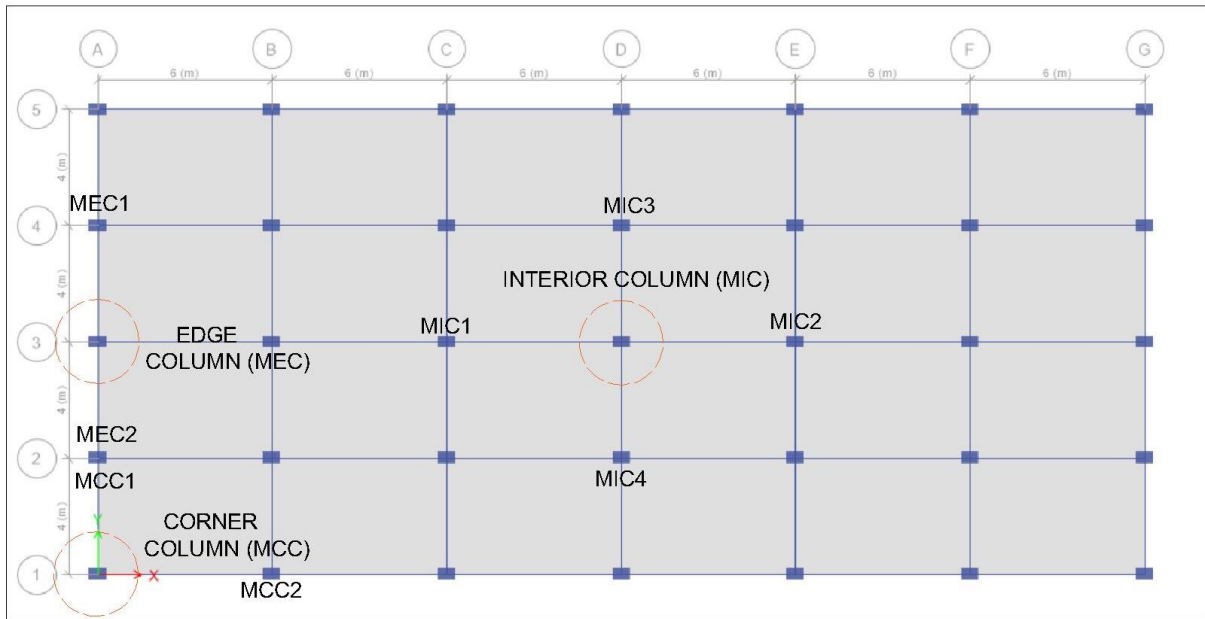 A B C D E F G
6 (m) 6 (m) 6 (m) 6 (m) 6 (m) 6 (m)
5
4 (m)
MEC1 MIC3
4
4 (m)
INTERIOR COLUMN (MIC)
MIC1 MIC2
EDGE
3
COLUMN (MEC)
4 (m)
MEC2
2
MCC1 MIC4
4 (m)
Y
CORNER
COLUMN (MCC)
1
X
MCC2